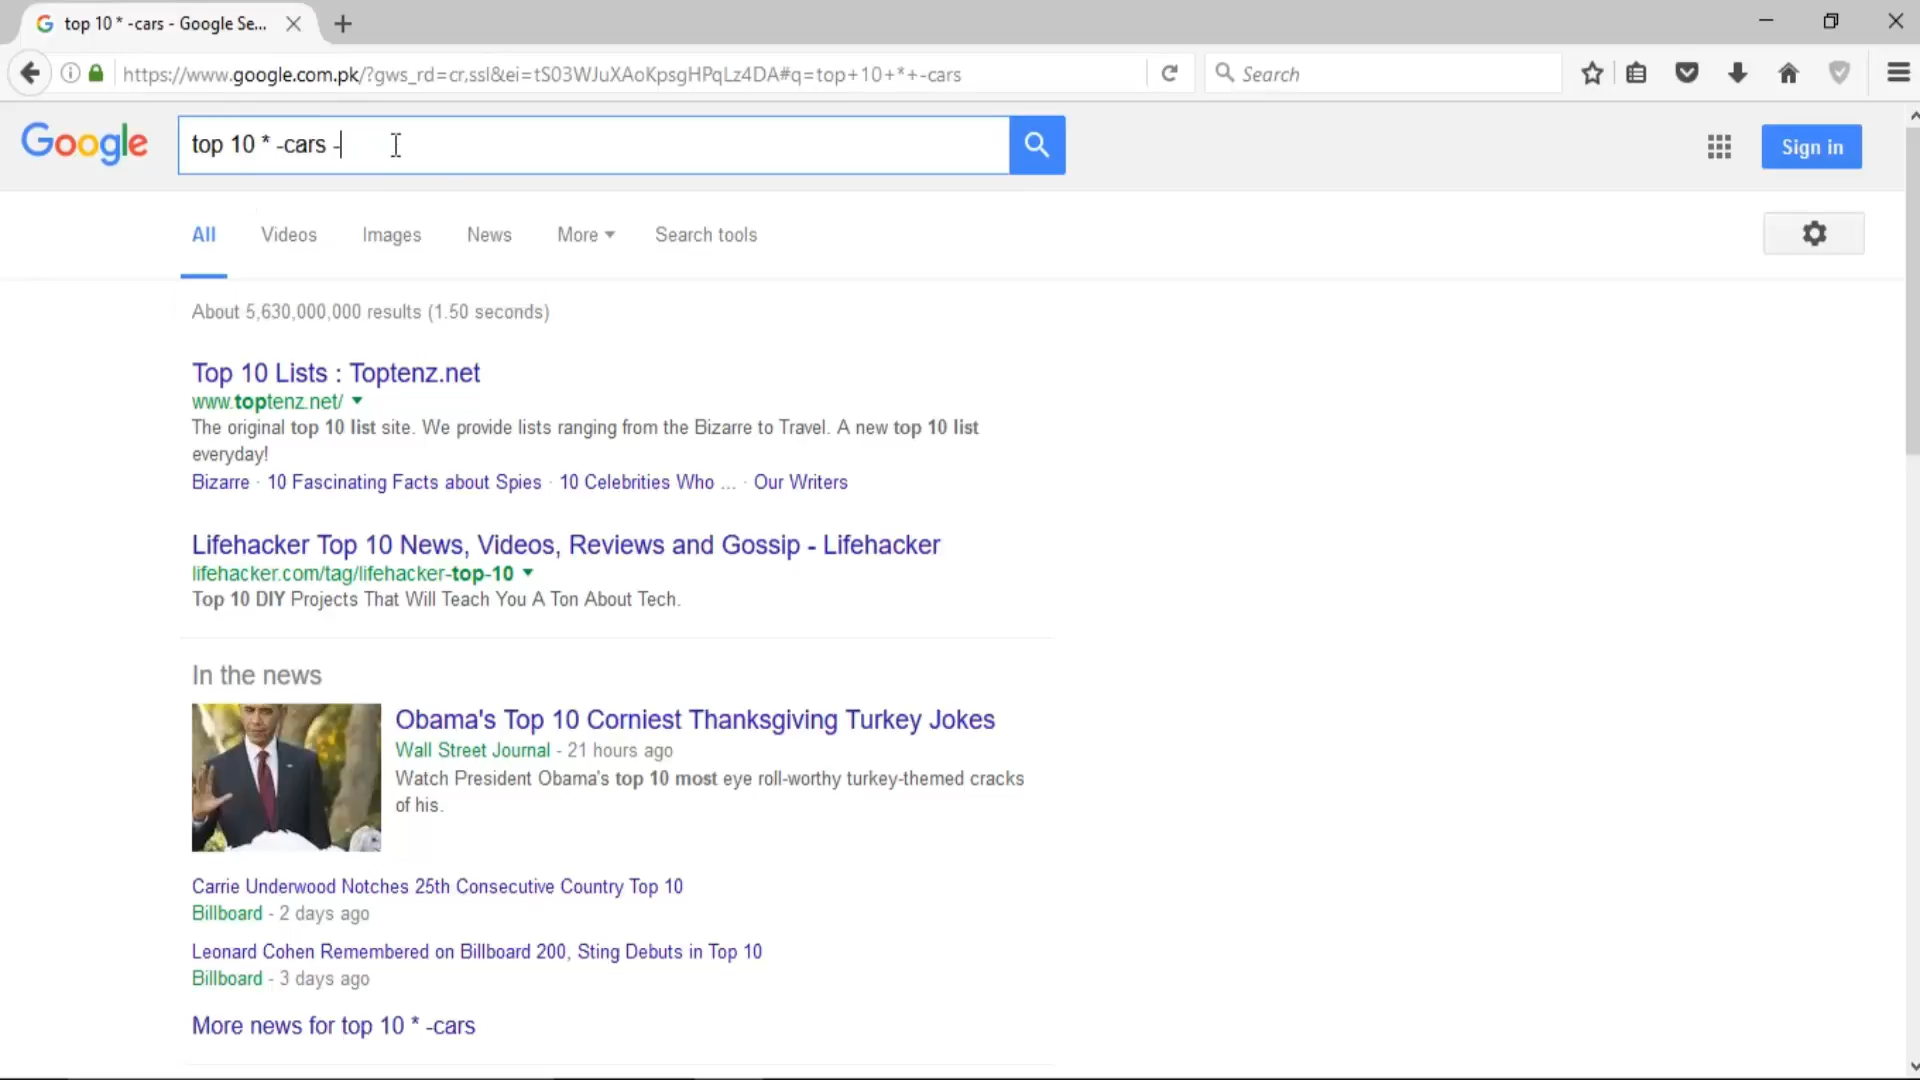 top 10 * -cars - Google Se...
https://www.google.com.pk/?gws_rd=cr,ssl&ei=tS03WJuXAoKpsgHPqLz4DA#q=top+10+*+-cars
Search
Google
top 10 * -cars -
Sign in
All
Videos
Images
News
More
Search tools
About 5,630,000,000 results (1.50 seconds)
Top 10 Lists : Toptenz.net
www.toptenz.net/
The original top 10 list site. We provide lists ranging from the Bizarre to Travel. A new top 10 list
everyday!
Bizarre · 10 Fascinating Facts about Spies · 10 Celebrities Who ... · Our Writers
Lifehacker Top 10 News, Videos, Reviews and Gossip - Lifehacker
lifehacker.com/tag/lifehacker-top-10
Top 10 DIY Projects That Will Teach You A Ton About Tech.
In the news
Obama's Top 10 Corniest Thanksgiving Turkey Jokes
Wall Street Journal - 21 hours ago
Watch President Obama's top 10 most eye roll-worthy turkey-themed cracks
of his.
Carrie Underwood Notches 25th Consecutive Country Top 10
Billboard - 2 days ago
Leonard Cohen Remembered on Billboard 200, Sting Debuts in Top 10
Billboard - 3 days ago
More news for top 10 * -cars